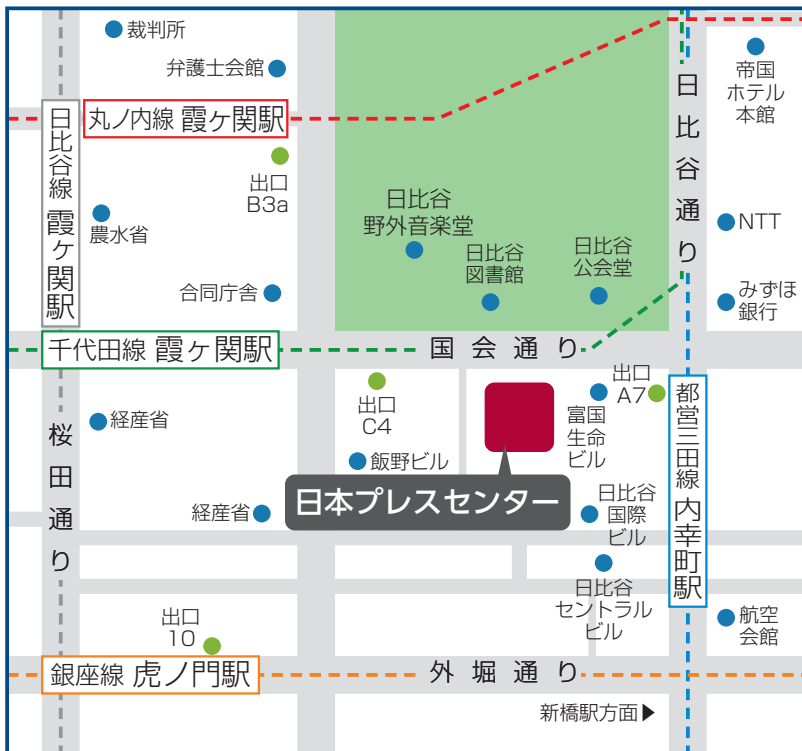 裁判所
弁護士会館
丸ノ内線 霞ヶ関駅
日比谷線 霞ヶ関駅
出口
B3a
農水省
合同庁舎
日比谷
野外音楽堂
日比谷
図書館
日比谷
公会堂
日比谷通り
帝国
ホテル
本館
NTT
みずほ
銀行
千代田線 霞ヶ関駅
国会通り
桜田通り
経産省
出口
C4
飯野ビル
経産省
日本プレスセンター
富国
生命
ビル
出口
A7
都営三田線 内幸町駅
日比谷
国際
ビル
日比谷
セントラル
ビル
航空
会館
出口
10
銀座線 虎ノ門駅
外堀通り
新橋駅方面▶